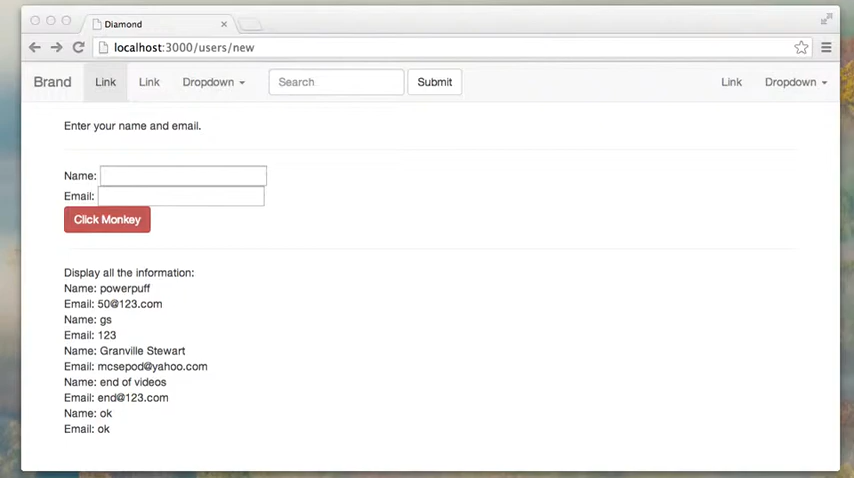 Diamond
localhost:3000/users/new
Brand Link Link Dropdown Search Submit Link Dropdown
Enter your name and email.
Name:
Email:
Click Monkey
Display all the information:
Name: powerpuff
Email: 50@123.com
Name: gs
Email: 123
Name: Granville Stewart
Email: mcsepod@yahoo.com
Name: end of videos
Email: end@123.com
Name: ok
Email: ok